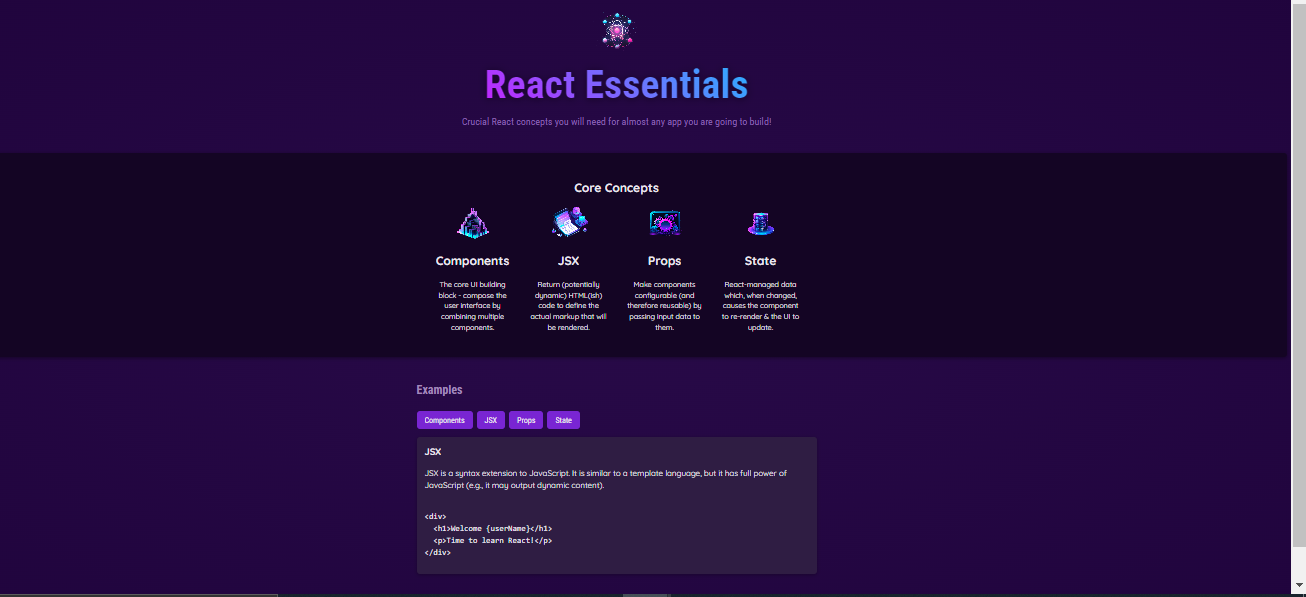 React Essentials
Crucial React concepts you will need for almost any app you are going to build!
Core Concepts
Components
The core UI building
block - compose the
user interface by
combining multiple
components.
JSX
Return (potentially
dynamic) HTML(ish)
code to define the
actual markup that will
be rendered.
Props
Make components
configurable (and
therefore reusable) by
passing input data to
them.
State
React-managed data
which, when changed,
causes the component
to re-render & the UI to
update.
Examples
Components JSX Props State
JSX
JSX is a syntax extension to JavaScript. It is similar to a template language, but it has full power of
JavaScript (e.g., it may output dynamic content).
<div>
  <h1>Welcome {userName}</h1>
  <p>Time to learn React!</p>
</div>